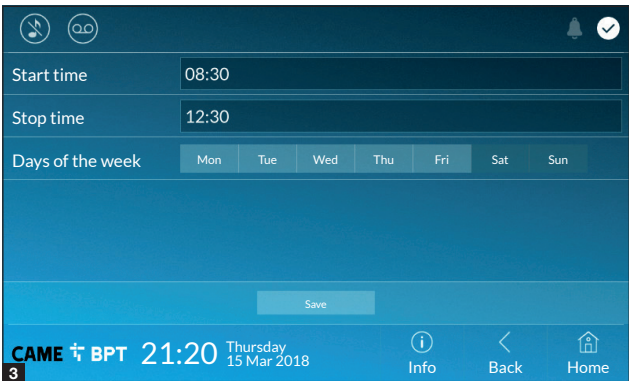 Start time 08:30
Stop time 12:30
Days of the week Mon Tue Wed Thu Fri Sat Sun
Save
CAME BPT 21:20 Thursday
15 Mar 2018
Info Back Home
3